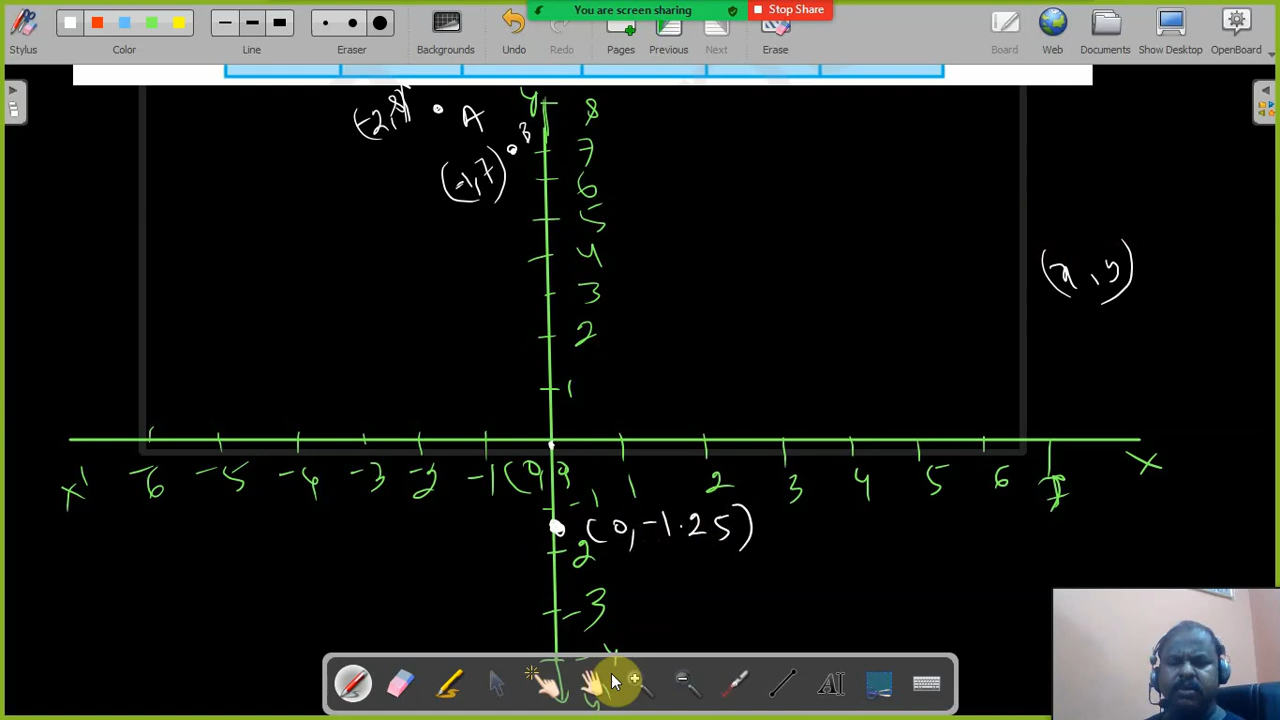 You are screen sharing Stop Share
Stylus Color Line Eraser Backgrounds Undo Redo Pages Previous Next Erase Board Web Documents Show Desktop OpenBoard
A
(-1,7)
y
8
7
6
5
4
3
2
1
(x, y)
x' -6 -5 -4 -3 -2 -1 1 2 3 4 5 6 x
-1
(0, -1.25)
-2
-3
-4